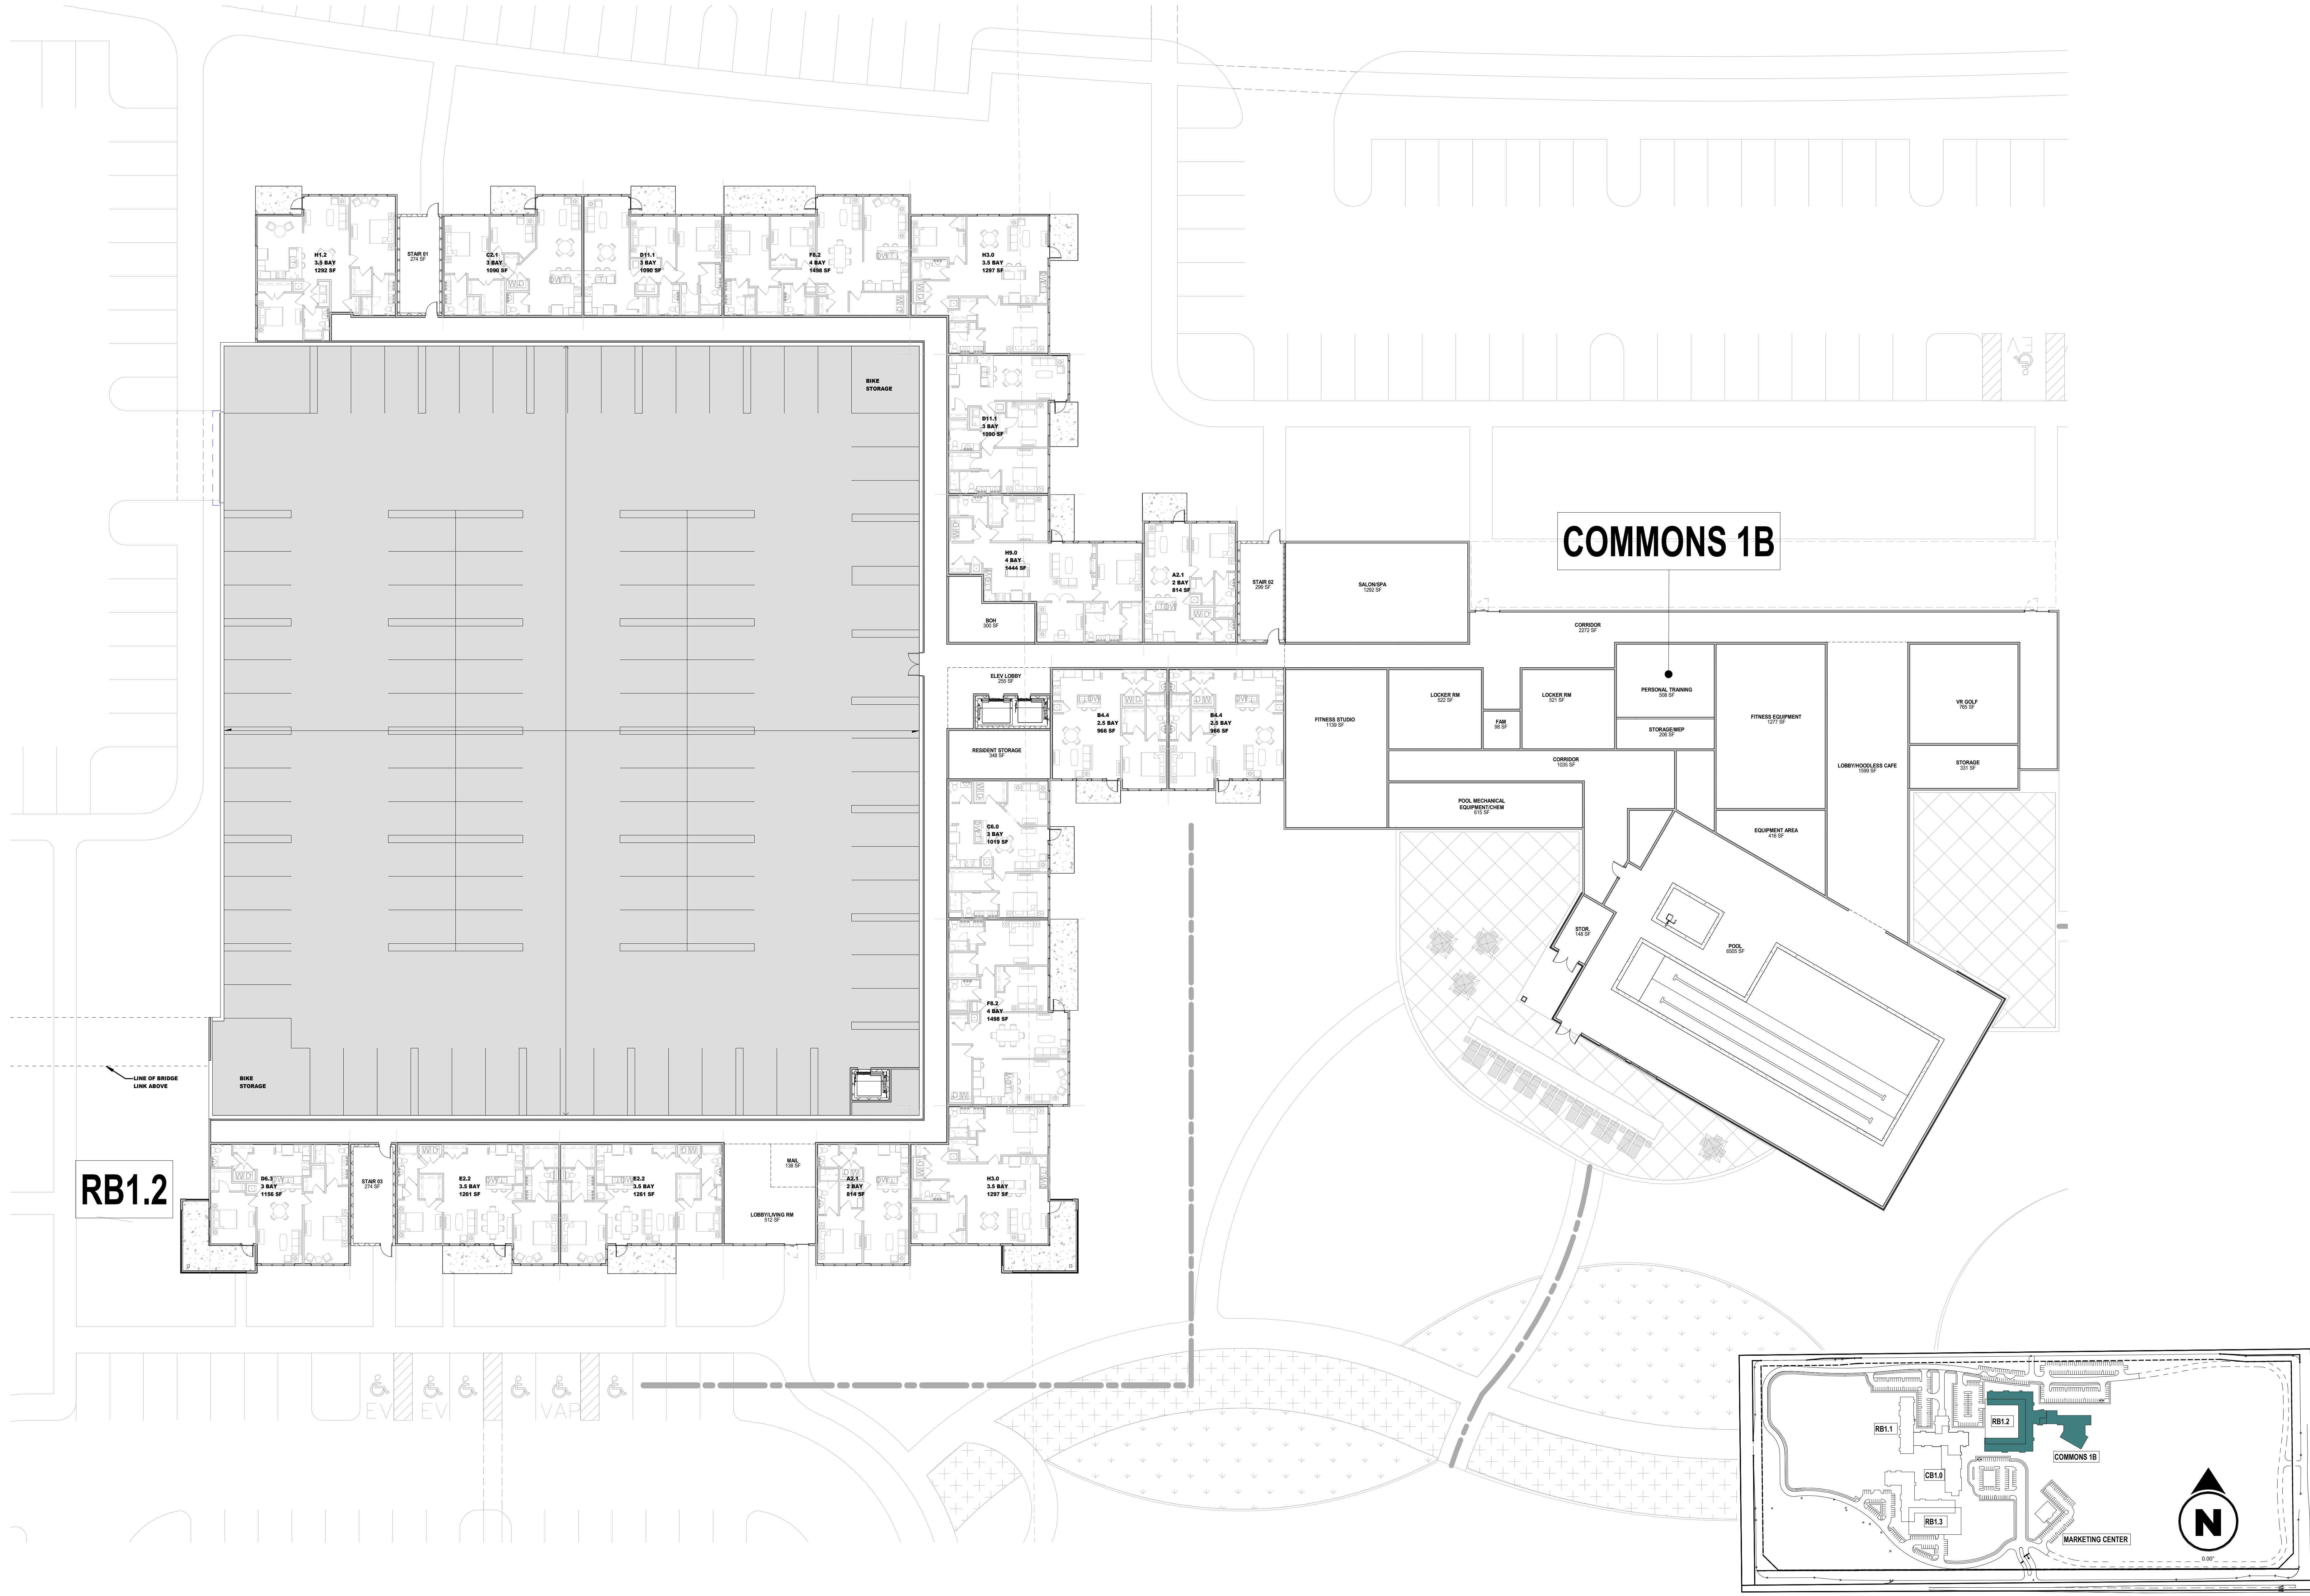 H1.2
3.5 BAY
1292 SF
STAIR 01
274 SF
C2.1
3 BAY
1090 SF
D11.1
3 BAY
1090 SF
F8.2
4 BAY
1498 SF
H3.0
3.5 BAY
1297 SF
BIKE
STORAGE
D11.1
3 BAY
1090 SF
H9.0
4 BAY
1444 SF
A2.1
2 BAY
814 SF
STAIR 02
299 SF
SALON/SPA
1292 SF
COMMONS 1B
BOH
300 SF
CORRIDOR
2272 SF
ELEV LOBBY
255 SF
B4.4
2.5 BAY
966 SF
B4.4
2.5 BAY
966 SF
FITNESS STUDIO
1139 SF
LOCKER RM
522 SF
FAM
98 SF
LOCKER RM
521 SF
PERSONAL TRAINING
508 SF
STORAGE/MEP
206 SF
FITNESS EQUIPMENT
1277 SF
VR GOLF
785 SF
RESIDENT STORAGE
348 SF
CORRIDOR
1035 SF
LOBBY/HOODLESS CAFE
1599 SF
STORAGE
331 SF
POOL MECHANICAL
EQUIPMENT/CHEM
615 SF
EQUIPMENT AREA
416 SF
C6.0
3 BAY
1019 SF
STOR.
148 SF
POOL
6505 SF
F8.2
4 BAY
1498 SF
LINE OF BRIDGE
LINK ABOVE
BIKE
STORAGE
RB1.2
D6.3
3 BAY
1156 SF
STAIR 03
274 SF
E2.2
3.5 BAY
1261 SF
E2.2
3.5 BAY
1261 SF
MAIL
138 SF
LOBBY/LIVING RM
512 SF
A2.1
2 BAY
814 SF
H3.0
3.5 BAY
1297 SF
EV
EV
VAP
RB1.1
RB1.2
COMMONS 1B
CB1.0
RB1.3
MARKETING CENTER
N
0.00°